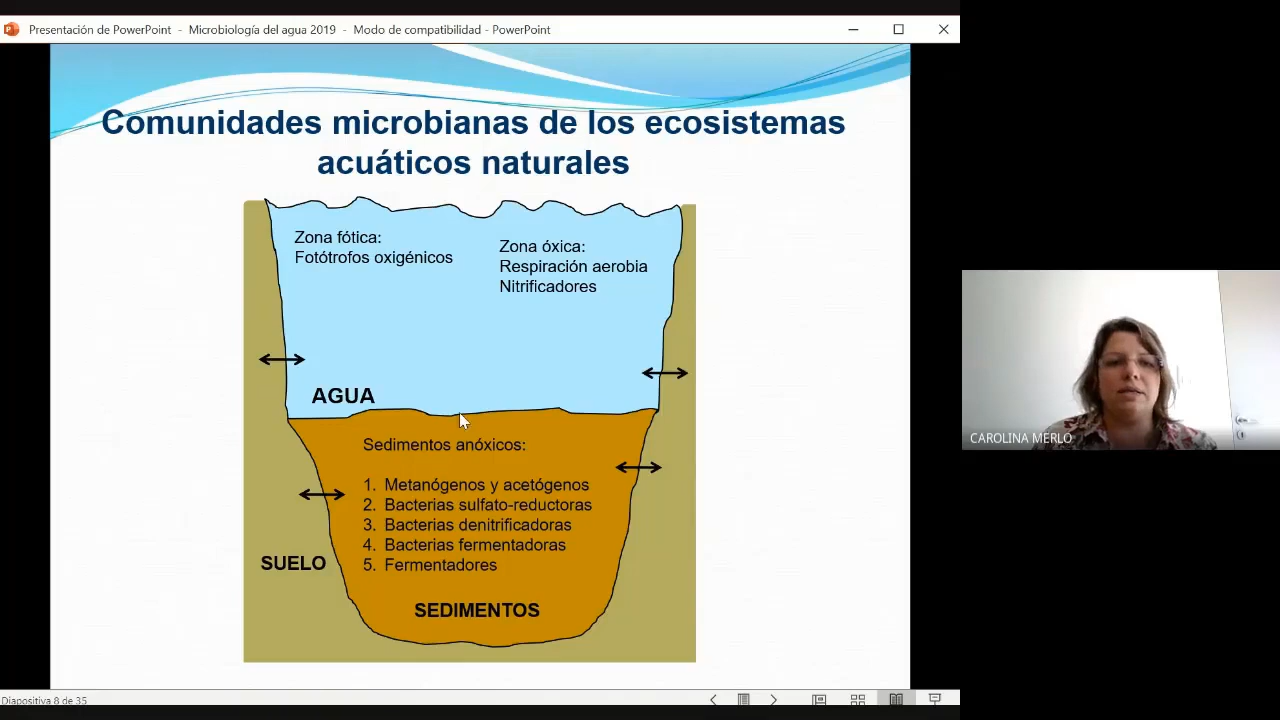 Presentación de PowerPoint - Microbiología del agua 2019 - Modo de compatibilidad - PowerPoint
Comunidades microbianas de los ecosistemas
acuáticos naturales
Zona fótica:
Fotótrofos oxigénicos
Zona óxica:
Respiración aerobia
Nitrificadores
AGUA
Sedimentos anóxicos:
1. Metanógenos y acetógenos
2. Bacterias sulfato-reductoras
3. Bacterias denitrificadoras
4. Bacterias fermentadoras
5. Fermentadores
SUELO
SEDIMENTOS
CAROLINA MERLO
Diapositiva 8 de 35